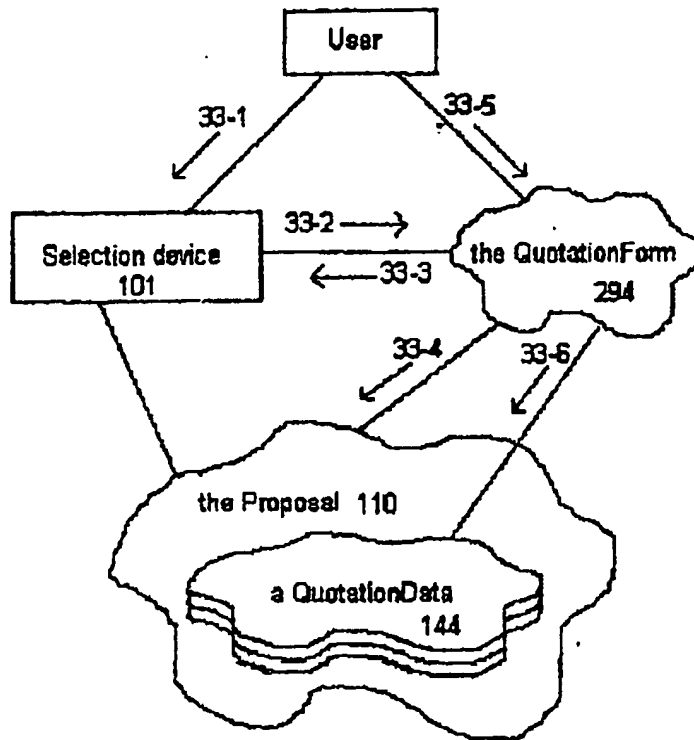 User
33-1
33-5
33-2
Selection device
101
the QuotationForm
294
33-3
33-4
33-6
the Proposal 110
a QuotationData
144